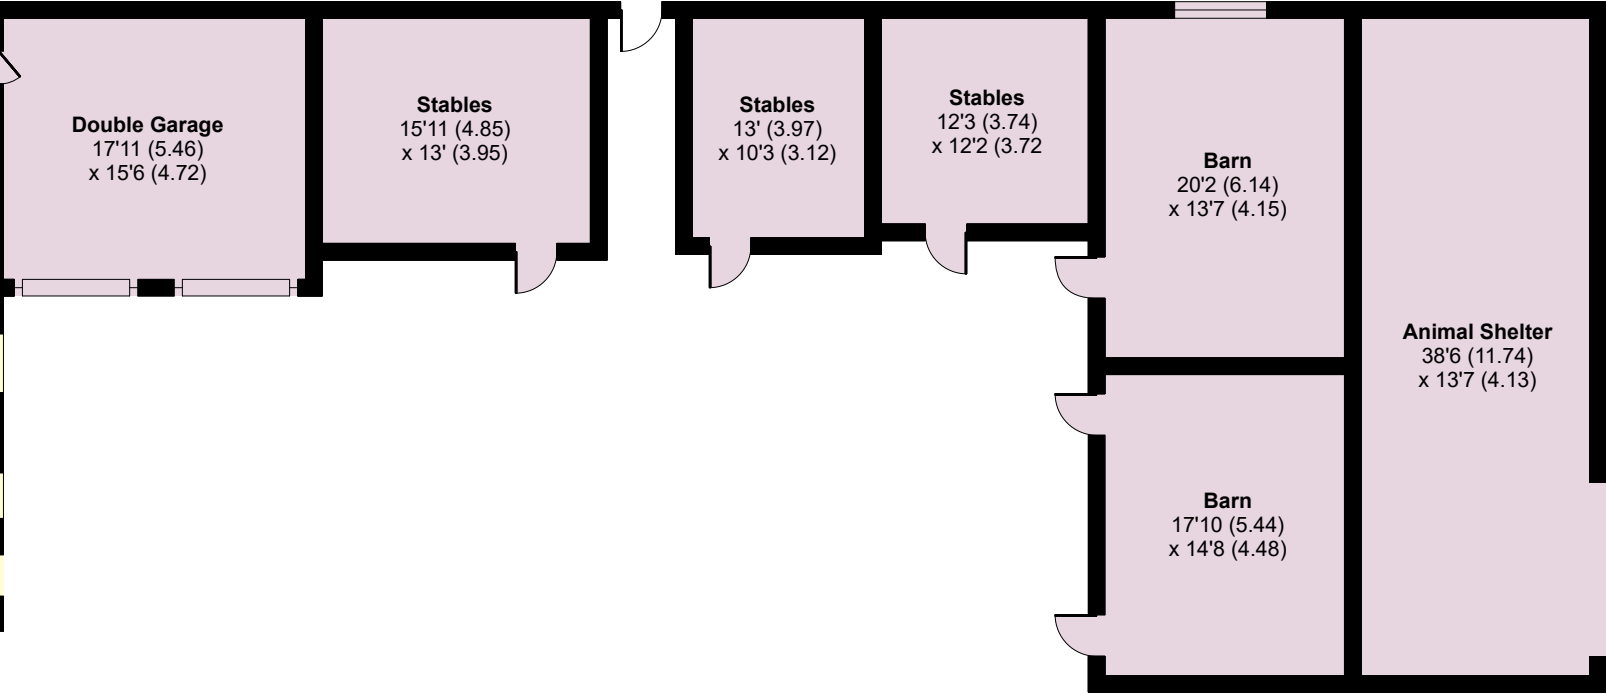 Double Garage
17'11 (5.46)
x 15'6 (4.72)
Stables
15'11 (4.85)
x 13' (3.95)
Stables
13' (3.97)
x 10'3 (3.12)
Stables
12'3 (3.74)
x 12'2 (3.72
Barn
20'2 (6.14)
x 13'7 (4.15)
Animal Shelter
38'6 (11.74)
x 13'7 (4.13)
Barn
17'10 (5.44)
x 14'8 (4.48)